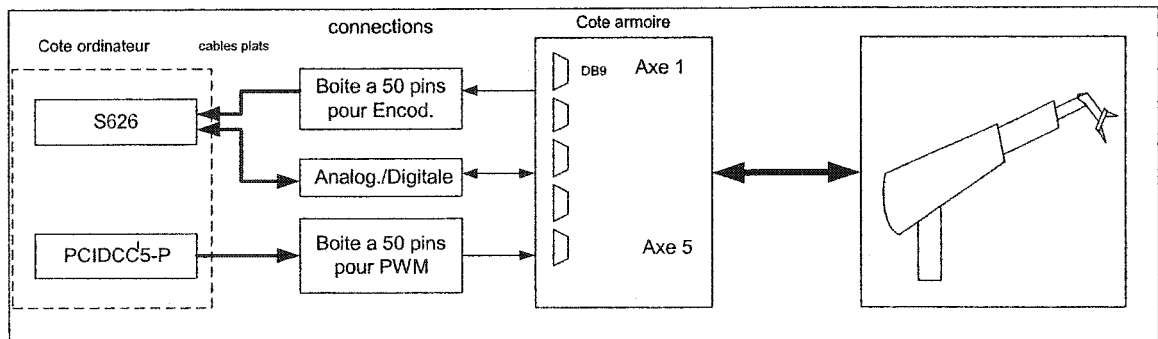 Cote ordinateur
cables plats
connections
Cote armoire
S626
PCIDCC5-P
Boite a 50 pins
pour Encod.
Analog./Digitale
Boite a 50 pins
pour PWM
DB9
Axe 1
Axe 5